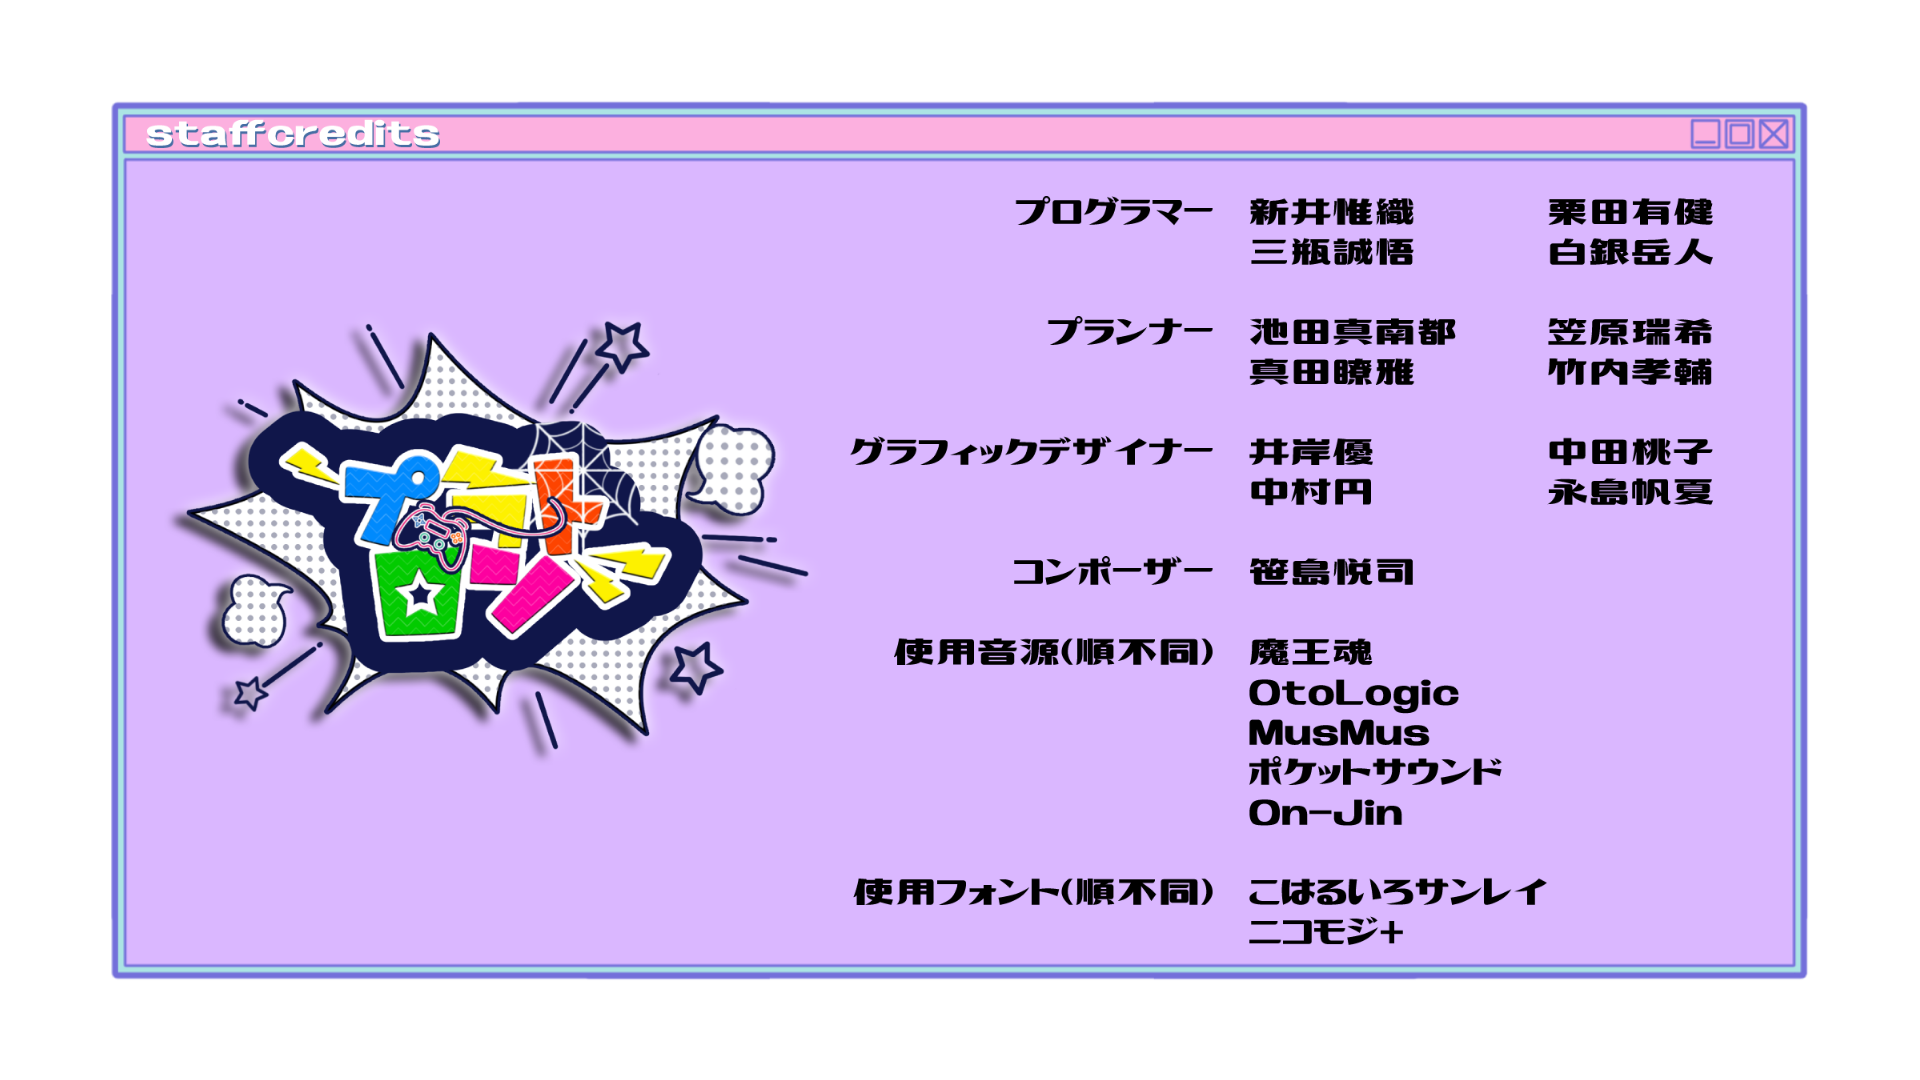 staffcredits
プログラマー 新井惟織 栗田有健
三瓶誠悟 白銀岳人
プランナー 池田真南都 笠原瑞希
真田瞭雅 竹内孝輔
グラフィックデザイナー 井岸優 中田桃子
中村円 永島帆夏
コンポーザー 笹島悦司
使用音源(順不同) 魔王魂
OtoLogic
MusMus
ポケットサウンド
On-Jin
使用フォント(順不同) こはるいろサンレイ
ニコモジ+